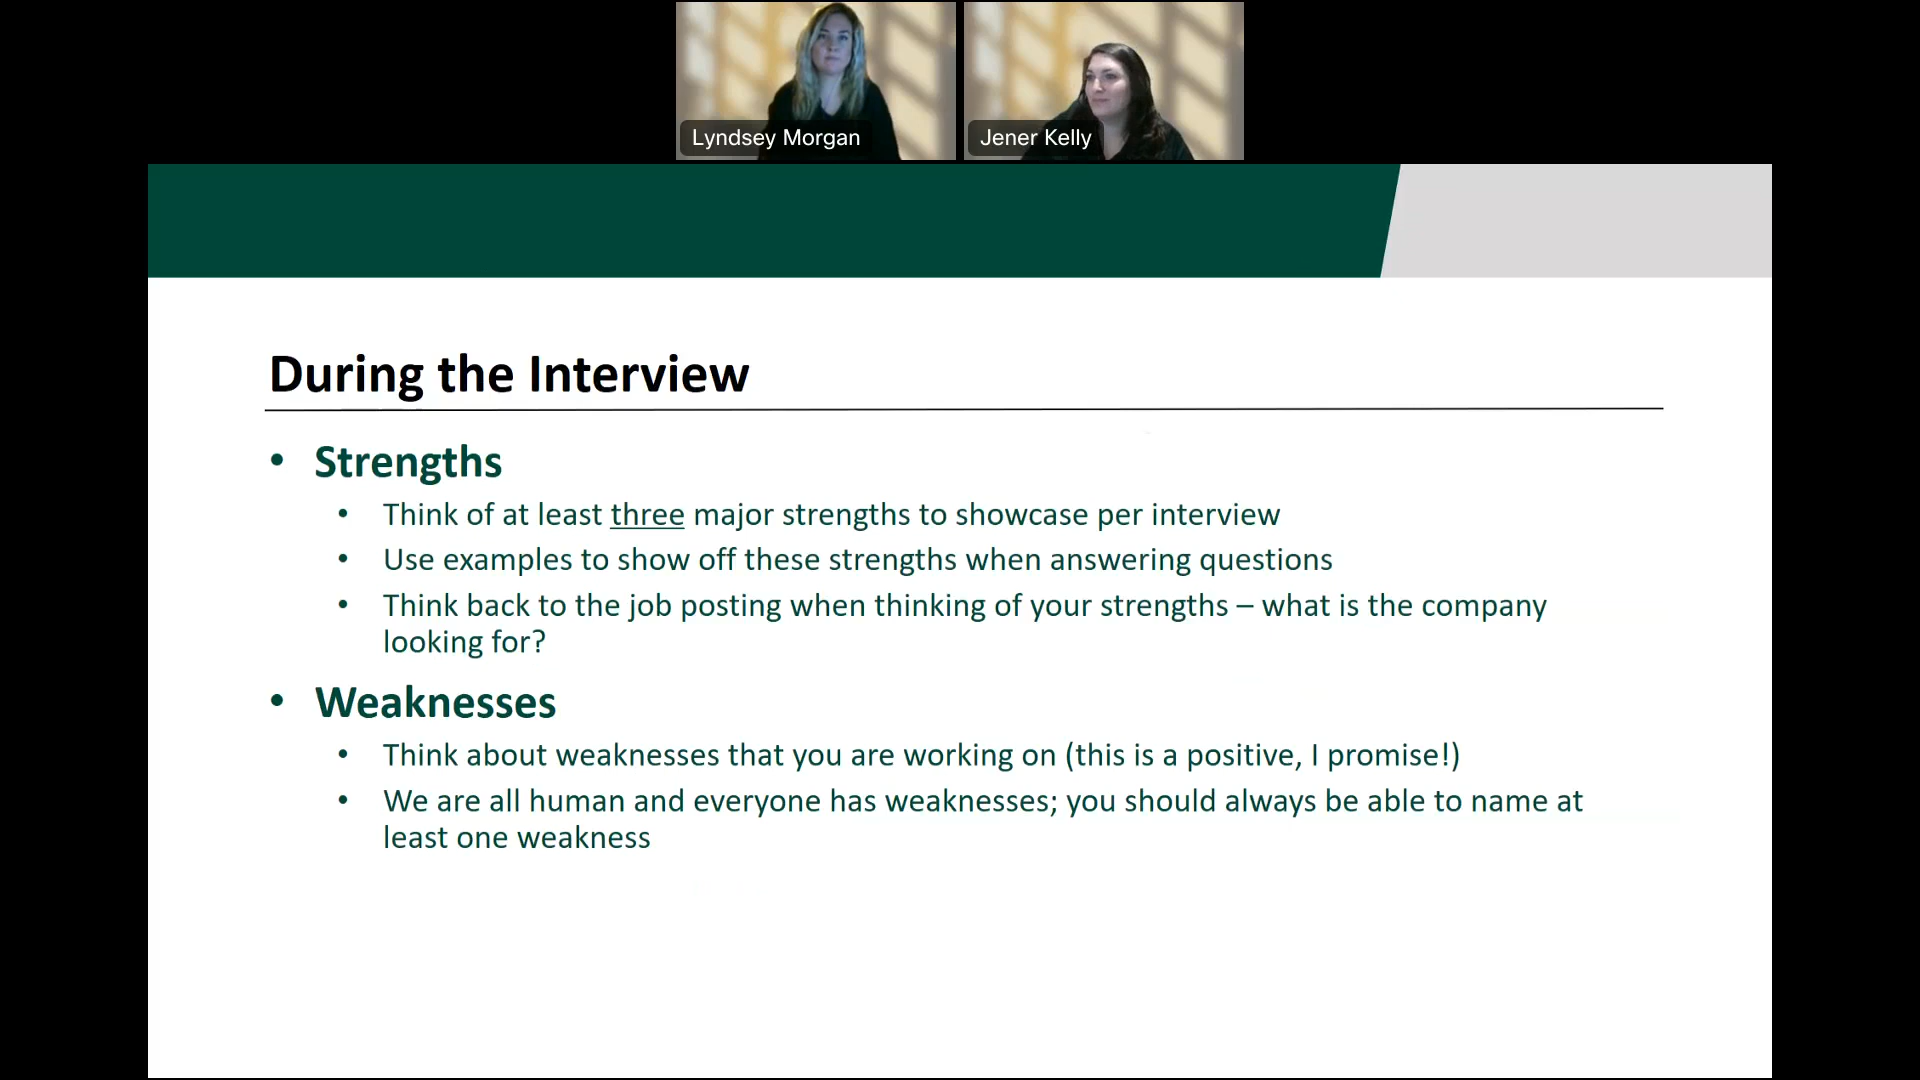 Lyndsey Morgan
Jener Kelly
During the Interview
• Strengths
• Think of at least three major strengths to showcase per interview
• Use examples to show off these strengths when answering questions
• Think back to the job posting when thinking of your strengths – what is the company
looking for?
• Weaknesses
• Think about weaknesses that you are working on (this is a positive, I promise!)
• We are all human and everyone has weaknesses; you should always be able to name at
least one weakness